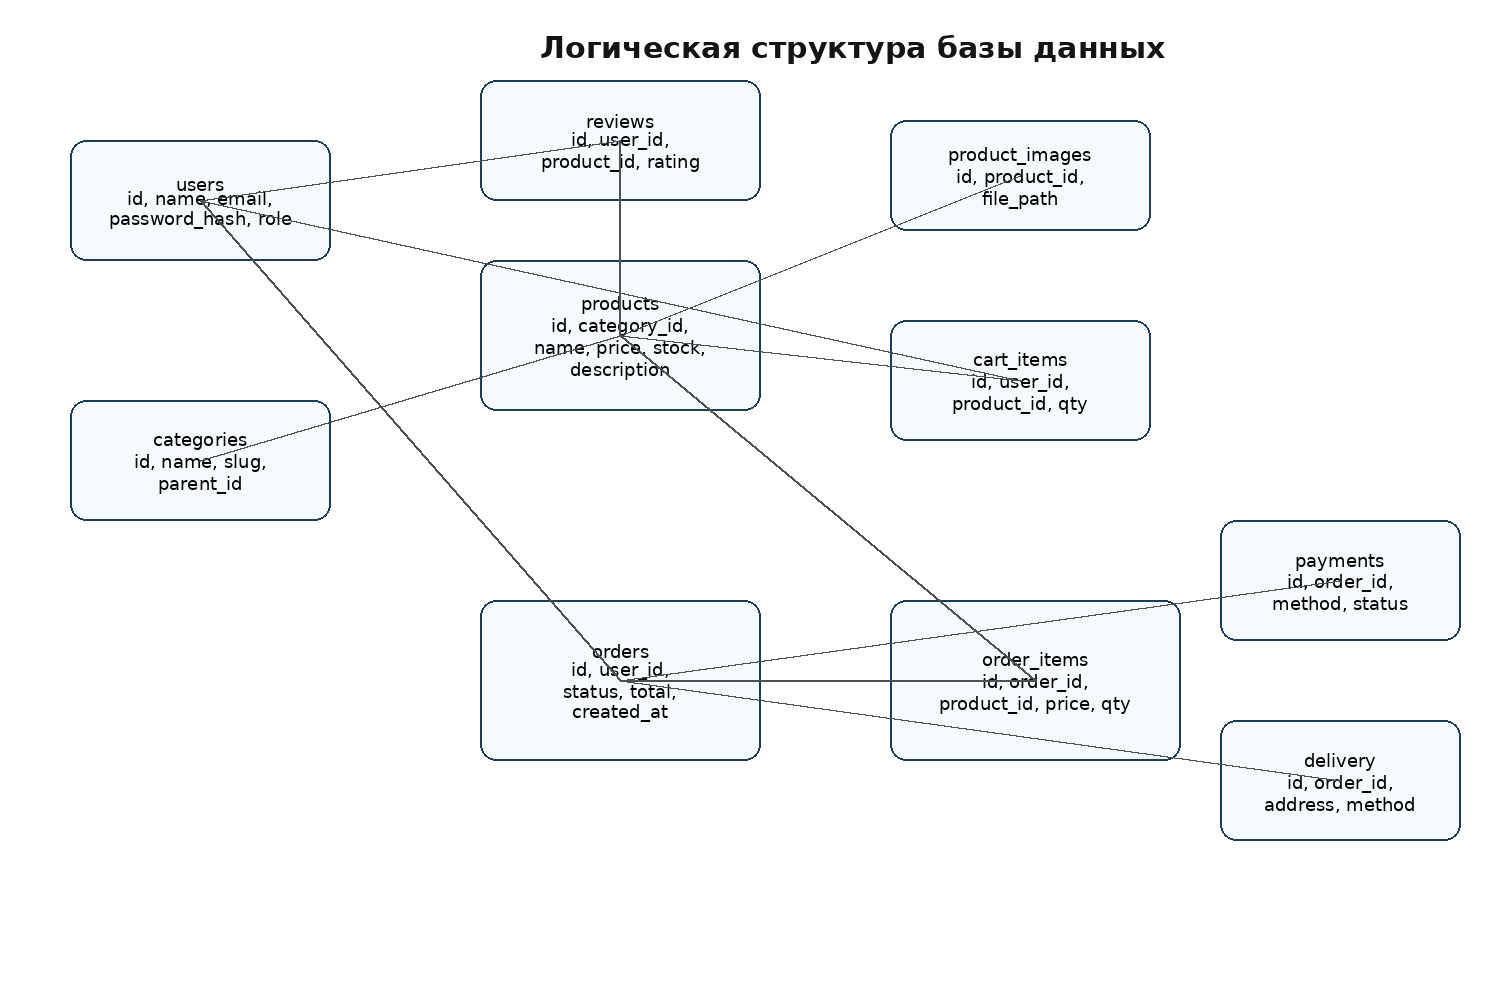 Логическая структура базы данных
reviews
id, user_id,
product_id, rating
product_images
id, product_id,
file_path
users
id, name, email,
password_hash, role
products
id, category_id,
name, price, stock,
description
cart_items
id, user_id,
product_id, qty
categories
id, name, slug,
parent_id
payments
id, order_id,
method, status
orders
id, user_id,
status, total,
created_at
order_items
id, order_id,
product_id, price, qty
delivery
id, order_id,
address, method